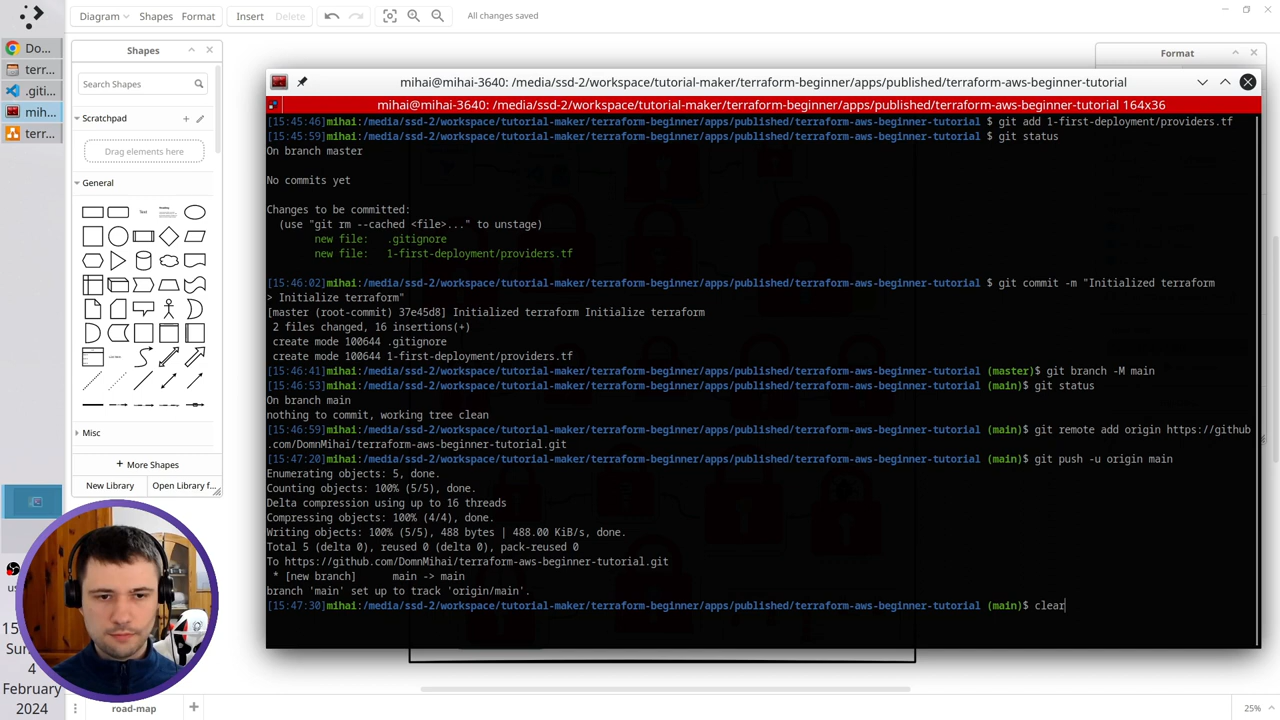 Diagram Shapes Format Insert Delete All changes saved
Do...
terr...
.giti...
mih...
terr...
Shapes
Search Shapes
Scratchpad
Drag elements here
General
Misc
+ More Shapes
New Library Open Library f...
Format
mihai@mihai-3640: /media/ssd-2/workspace/tutorial-maker/terraform-beginner/apps/published/terraform-aws-beginner-tutorial
mihai@mihai-3640: /media/ssd-2/workspace/tutorial-maker/terraform-beginner/apps/published/terraform-aws-beginner-tutorial 164x36
[15:45:46]mihai:/media/ssd-2/workspace/tutorial-maker/terraform-beginner/apps/published/terraform-aws-beginner-tutorial $ git add 1-first-deployment/providers.tf
[15:45:59]mihai:/media/ssd-2/workspace/tutorial-maker/terraform-beginner/apps/published/terraform-aws-beginner-tutorial $ git status
On branch master
No commits yet
Changes to be committed:
(use "git rm --cached <file>..." to unstage)
new file: .gitignore
new file: 1-first-deployment/providers.tf
[15:46:02]mihai:/media/ssd-2/workspace/tutorial-maker/terraform-beginner/apps/published/terraform-aws-beginner-tutorial $ git commit -m "Initialized terraform
> Initialize terraform"
[master (root-commit) 37e45d8] Initialized terraform Initialize terraform
2 files changed, 16 insertions(+)
create mode 100644 .gitignore
create mode 100644 1-first-deployment/providers.tf
[15:46:41]mihai:/media/ssd-2/workspace/tutorial-maker/terraform-beginner/apps/published/terraform-aws-beginner-tutorial (master)$ git branch -M main
[15:46:53]mihai:/media/ssd-2/workspace/tutorial-maker/terraform-beginner/apps/published/terraform-aws-beginner-tutorial (main)$ git status
On branch main
nothing to commit, working tree clean
[15:46:59]mihai:/media/ssd-2/workspace/tutorial-maker/terraform-beginner/apps/published/terraform-aws-beginner-tutorial (main)$ git remote add origin https://github
.com/DomnMihai/terraform-aws-beginner-tutorial.git
[15:47:20]mihai:/media/ssd-2/workspace/tutorial-maker/terraform-beginner/apps/published/terraform-aws-beginner-tutorial (main)$ git push -u origin main
Enumerating objects: 5, done.
Counting objects: 100% (5/5), done.
Delta compression using up to 16 threads
Compressing objects: 100% (4/4), done.
Writing objects: 100% (5/5), 488 bytes | 488.00 KiB/s, done.
Total 5 (delta 0), reused 0 (delta 0), pack-reused 0
To https://github.com/DomnMihai/terraform-aws-beginner-tutorial.git
* [new branch] main -> main
branch 'main' set up to track 'origin/main'.
[15:47:30]mihai:/media/ssd-2/workspace/tutorial-maker/terraform-beginner/apps/published/terraform-aws-beginner-tutorial (main)$ clear
February
2024
road-map
25%